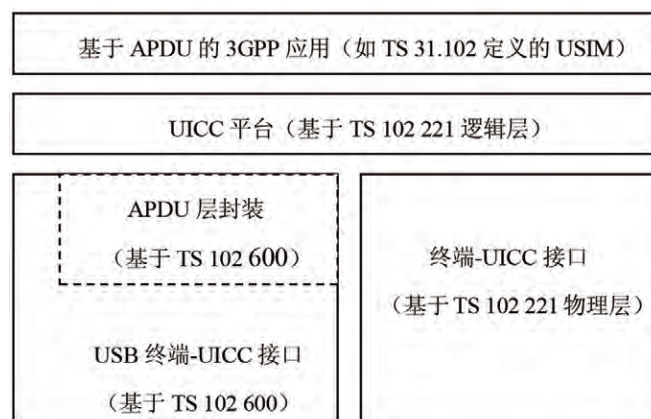 基于 APDU 的 3GPP 应用（如 TS 31.102 定义的 USIM）
UICC 平台（基于 TS 102 221 逻辑层）
APDU 层封装
（基于 TS 102 600）
USB 终端-UICC 接口
（基于 TS 102 600）
终端-UICC 接口
（基于 TS 102 221 物理层）